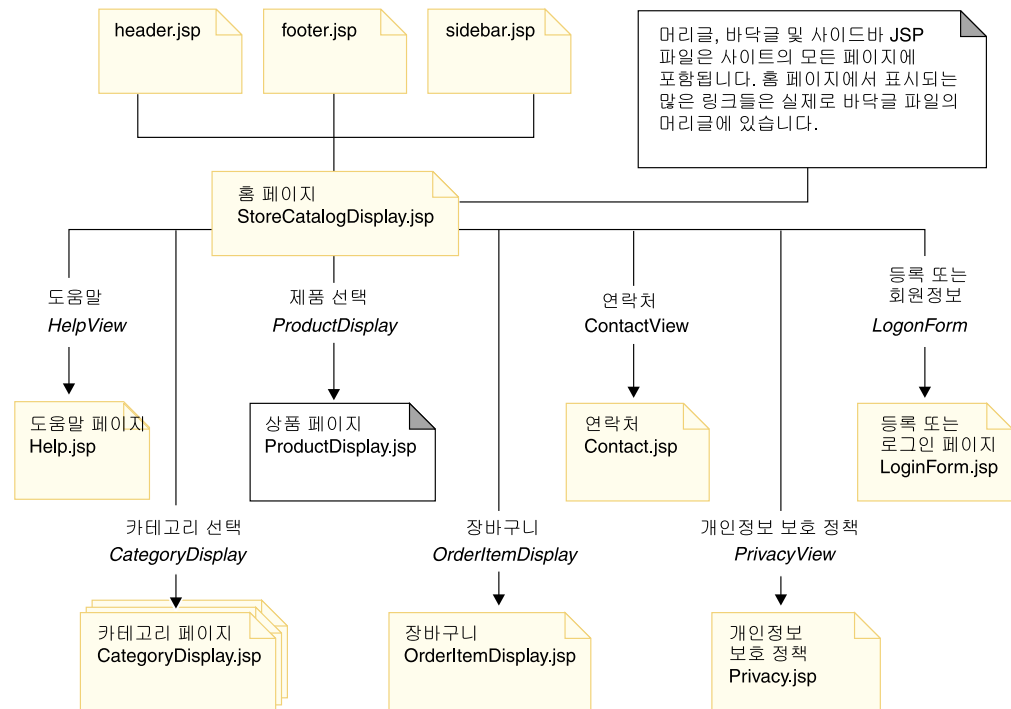 header.jsp
footer.jsp
sidebar.jsp
머리글, 바닥글 및 사이드바 JSP
파일은 사이트의 모든 페이지에
포함됩니다. 홈 페이지에서 표시되는
많은 링크들은 실제로 바닥글 파일의
머리글에 있습니다.
홈 페이지
StoreCatalogDisplay.jsp
도움말
HelpView
제품 선택
ProductDisplay
연락처
ContactView
등록 또는
회원정보
LogonForm
도움말 페이지
Help.jsp
상품 페이지
ProductDisplay.jsp
연락처
Contact.jsp
등록 또는
로그인 페이지
LoginForm.jsp
카테고리 선택
CategoryDisplay
장바구니
OrderItemDisplay
개인정보 보호 정책
PrivacyView
카테고리 페이지
CategoryDisplay.jsp
장바구니
OrderItemDisplay.jsp
개인정보
보호 정책
Privacy.jsp